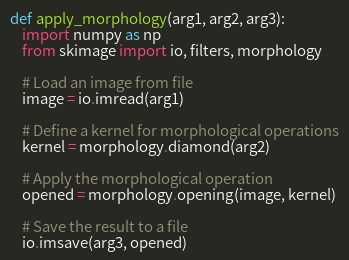 def apply_morphology(arg1, arg2, arg3):
    import numpy as np
    from skimage import io, filters, morphology

    # Load an image from file
    image = io.imread(arg1)

    # Define a kernel for morphological operations
    kernel = morphology.diamond(arg2)

    # Apply the morphological operation
    opened = morphology.opening(image, kernel)

    # Save the result to a file
    io.imsave(arg3, opened)